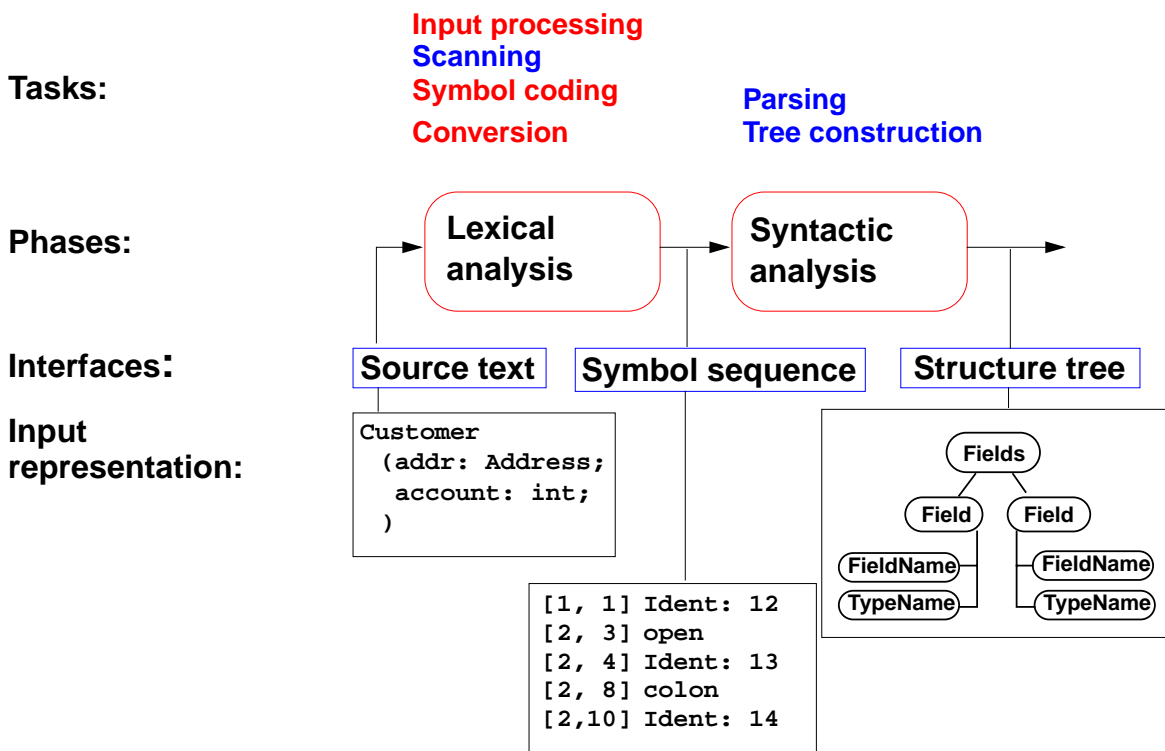 Tasks:
Input processing
Scanning
Symbol coding
Conversion
Parsing
Tree construction
Phases:
Lexical
analysis
Syntactic
analysis
Interfaces:
Source text
Symbol sequence
Structure tree
Input
representation:
Customer
(addr: Address;
account: int;
)
[1, 1] Ident: 12
[2, 3] open
[2, 4] Ident: 13
[2, 8] colon
[2,10] Ident: 14
Fields
Field
Field
FieldName
FieldName
TypeName
TypeName